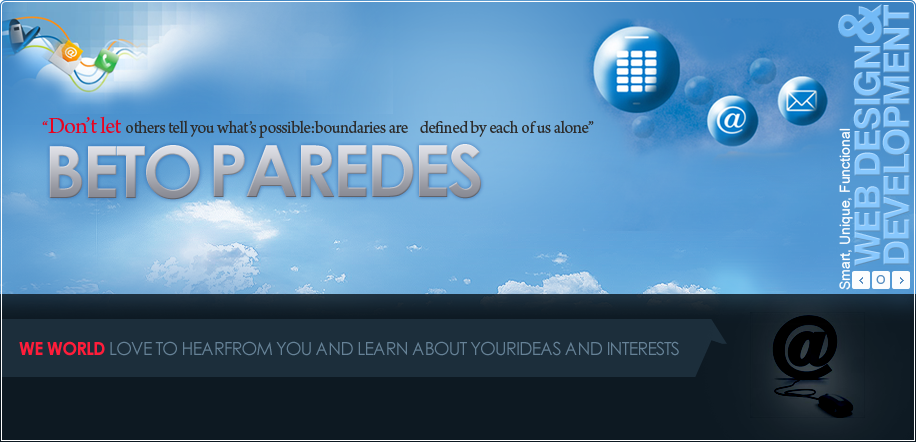 “Don't let others tell you what's possible:boundaries are defined by each of us alone”
BETO PAREDES
Smart, Unique, Functional
WEB DESIGN &
DEVELOPMENT
WE WORLD LOVE TO HEARFROM YOU AND LEARN ABOUT YOURIDEAS AND INTERESTS
@
@
@
@